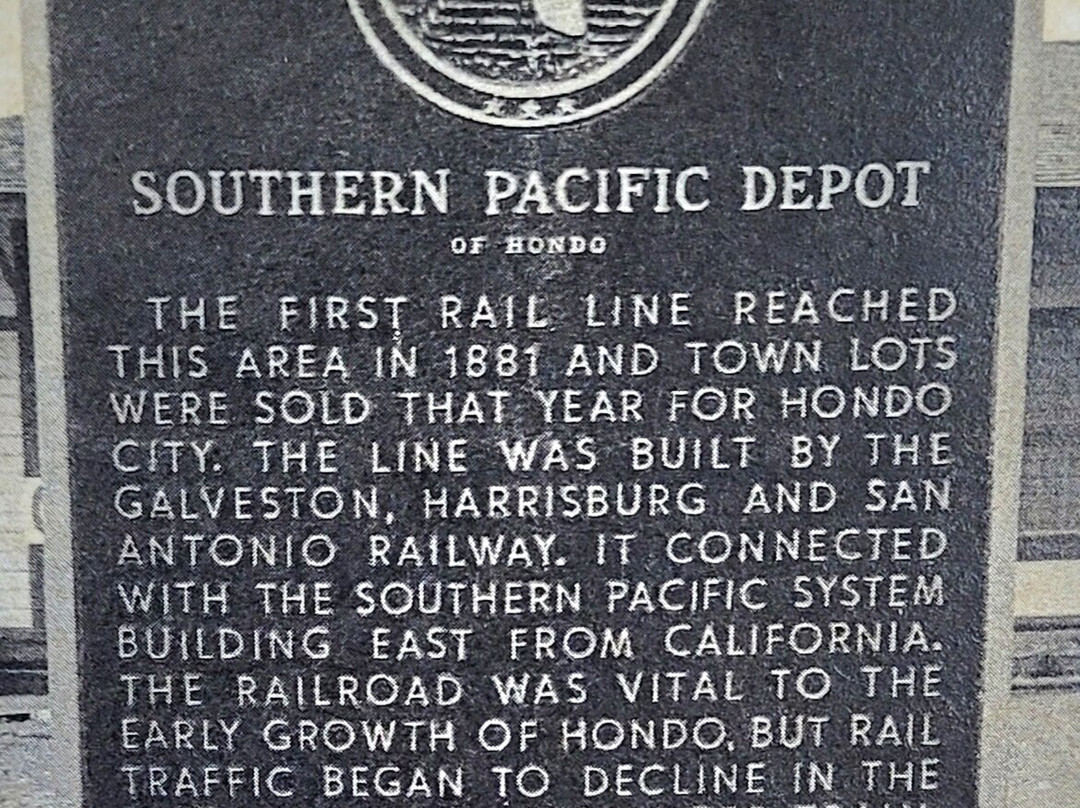 SOUTHERN PACIFIC DEPOT
OF HONDO
THE FIRST RAIL LINE REACHED
THIS AREA IN 1881 AND TOWN LOTS
WERE SOLD THAT YEAR FOR HONDO
CITY. THE LINE WAS BUILT BY THE
GALVESTON, HARRISBURG AND SAN
ANTONIO RAILWAY. IT CONNECTED
WITH THE SOUTHERN PACIFIC SYSTEM
BUILDING EAST FROM CALIFORNIA.
THE RAILROAD WAS VITAL TO THE
EARLY GROWTH OF HONDO, BUT RAIL
TRAFFIC BEGAN TO DECLINE IN THE